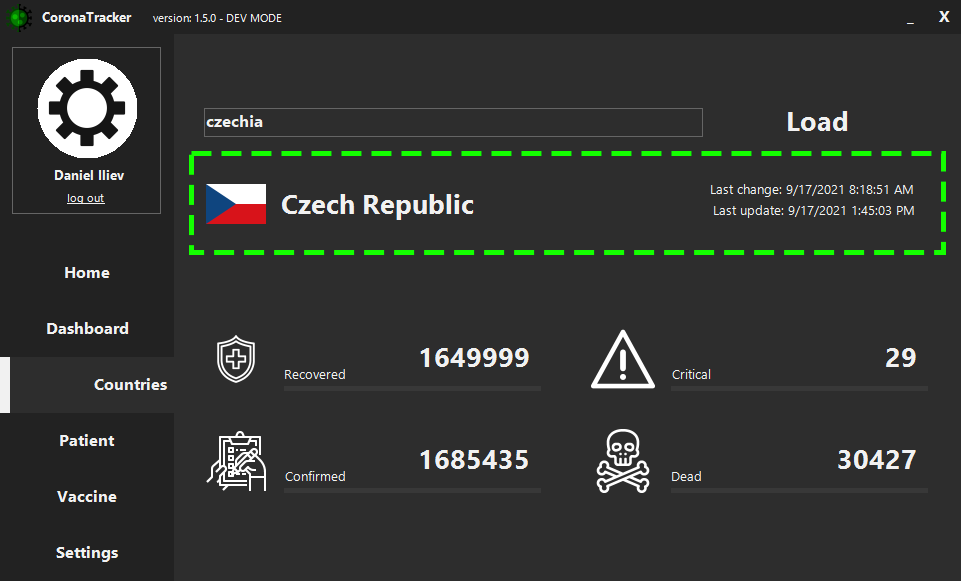 CoronaTracker version: 1.5.0 - DEV MODE _ X
Daniel Iliev
log out
Home
Dashboard
Countries
Patient
Vaccine
Settings
czechia
Load
Czech Republic
Last change: 9/17/2021 8:18:51 AM
Last update: 9/17/2021 1:45:03 PM
Recovered 1649999
Critical 29
Confirmed 1685435
Dead 30427